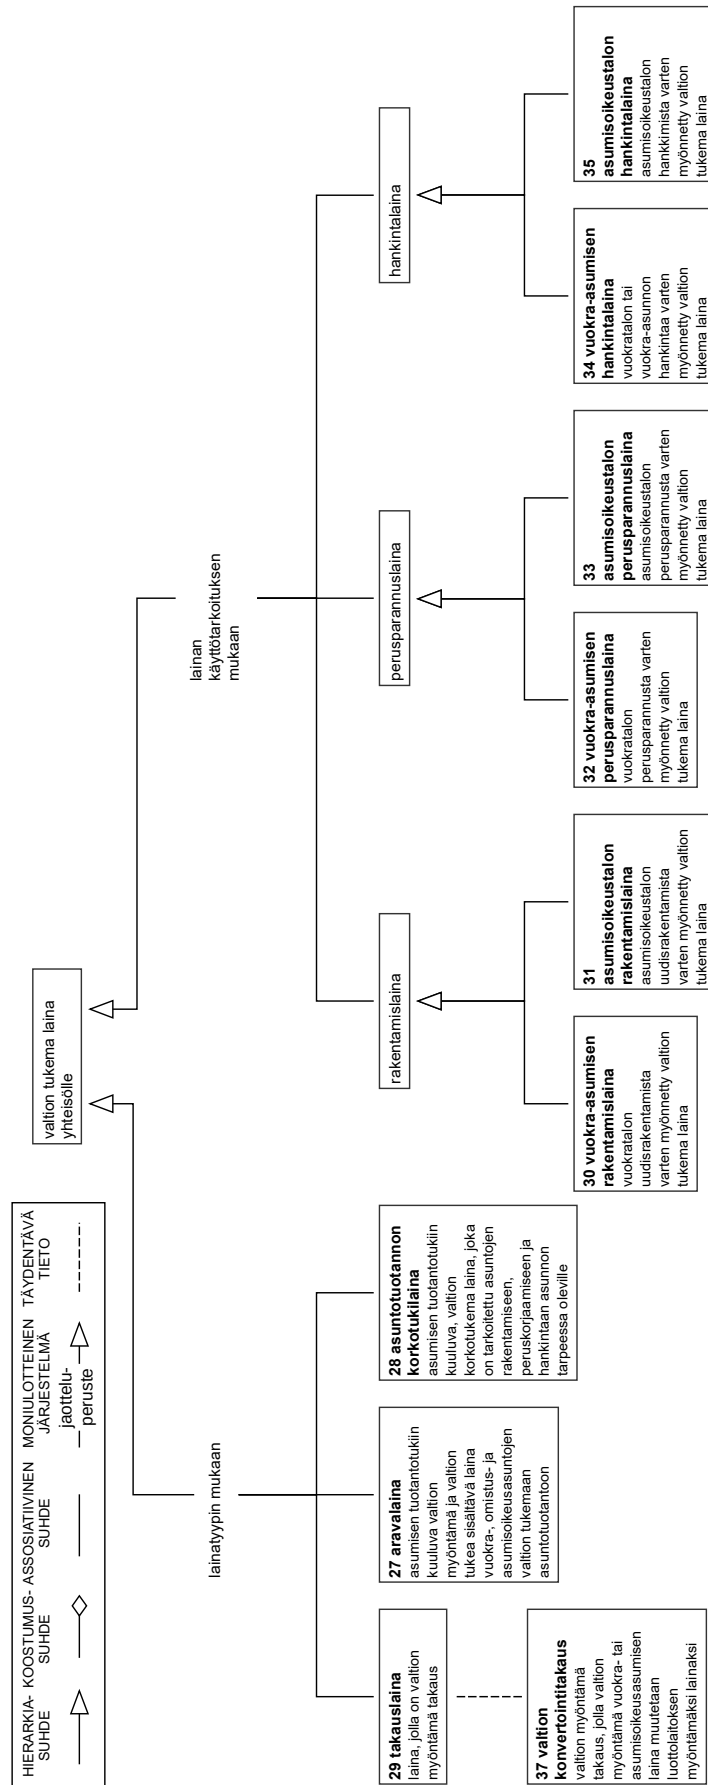 HIERARKIA-
SUHDE
KOOSTUMUS-
SUHDE
ASSOSIATIIVINEN
SUHDE
MONIULOTTEINEN
JÄRJESTELMÄ
jaottelu-
peruste
TÄYDENTÄVÄ
TIETO
valtion tukema laina
yhteisölle
lainatyypin mukaan
lainan
käyttötarkoituksen
mukaan
29 takauslaina
laina, jolla on valtion
myöntämä takaus
27 aravalaina
asumisen tuotantotukiin
kuuluva valtion
myöntämä ja valtion
tukea sisältävä laina
vuokra-, omistus- ja
asumisoikeusasuntojen
valtion tukemaan
asuntotuotantoon
28 asuntotuotannon
korkotukilaina
asumisen tuotantotukiin
kuuluva, valtion
korkotukema laina, joka
on tarkoitettu asuntojen
rakentamiseen,
peruskorjaamiseen ja
hankintaan asunnon
tarpeessa oleville
rakentamislaina
perusparannuslaina
hankintalaina
37 valtion
konvertointitakaus
valtion myöntämä
takaus, jolla valtion
myöntämä vuokra- tai
asumisoikeusasumisen
laina muutetaan
luottolaitoksen
myöntämäksi lainaksi
30 vuokra-asumisen
rakentamislaina
vuokratalon
uudisrakentamista
varten myönnetty valtion
tukema laina
31
asumisoikeustalon
rakentamislaina
asumisoikeustalon
uudisrakentamista
varten myönnetty valtion
tukema laina
32 vuokra-asumisen
perusparannuslaina
vuokratalon
perusparannusta varten
myönnetty valtion
tukema laina
33
asumisoikeustalon
perusparannuslaina
asumisoikeustalon
perusparannusta varten
myönnetty valtion
tukema laina
34 vuokra-asumisen
hankintalaina
vuokratalon tai
vuokra-asunnon
hankintaa varten
myönnetty valtion
tukema laina
35
asumisoikeustalon
hankintalaina
asumisoikeustalon
hankkimista varten
myönnetty valtion
tukema laina